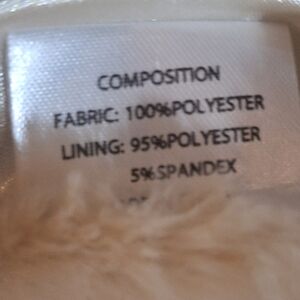 COMPOSITION
FABRIC: 100%POLYESTER
LINING: 95%POLYESTER
5%SPANDEX